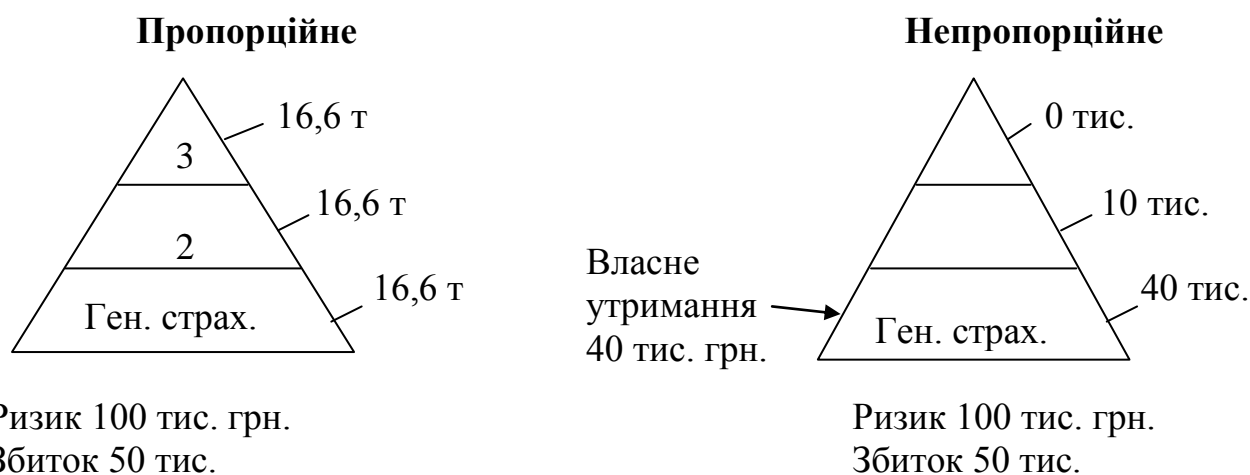 Пропорційне
16,6 т
3
16,6 т
2
16,6 т
Ген. страх.
Ризик 100 тис. грн.
Збиток 50 тис.
Непропорційне
0 тис.
10 тис.
Власне
утримання
40 тис. грн.
40 тис.
Ген. страх.
Ризик 100 тис. грн.
Збиток 50 тис.